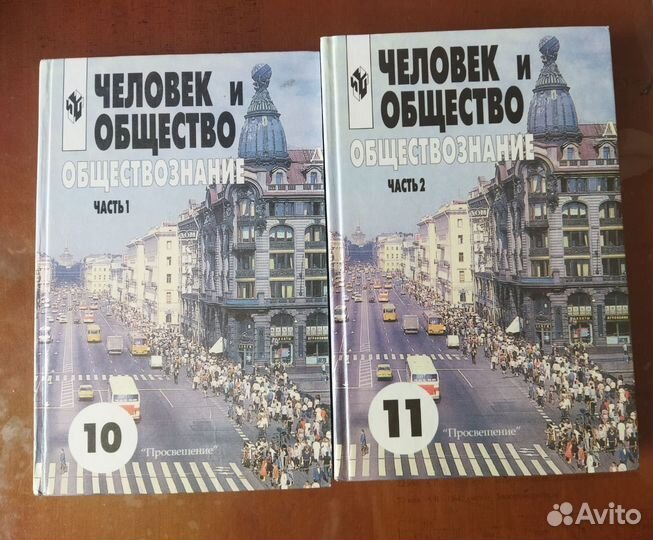 ЧЕЛОВЕК И
ОБЩЕСТВО
ОБЩЕСТВОЗНАНИЕ
ЧАСТЬ 1
10
"Просвещение"
ЧЕЛОВЕК И
ОБЩЕСТВО
ОБЩЕСТВОЗНАНИЕ
ЧАСТЬ 2
11
"Просвещение"
Avito